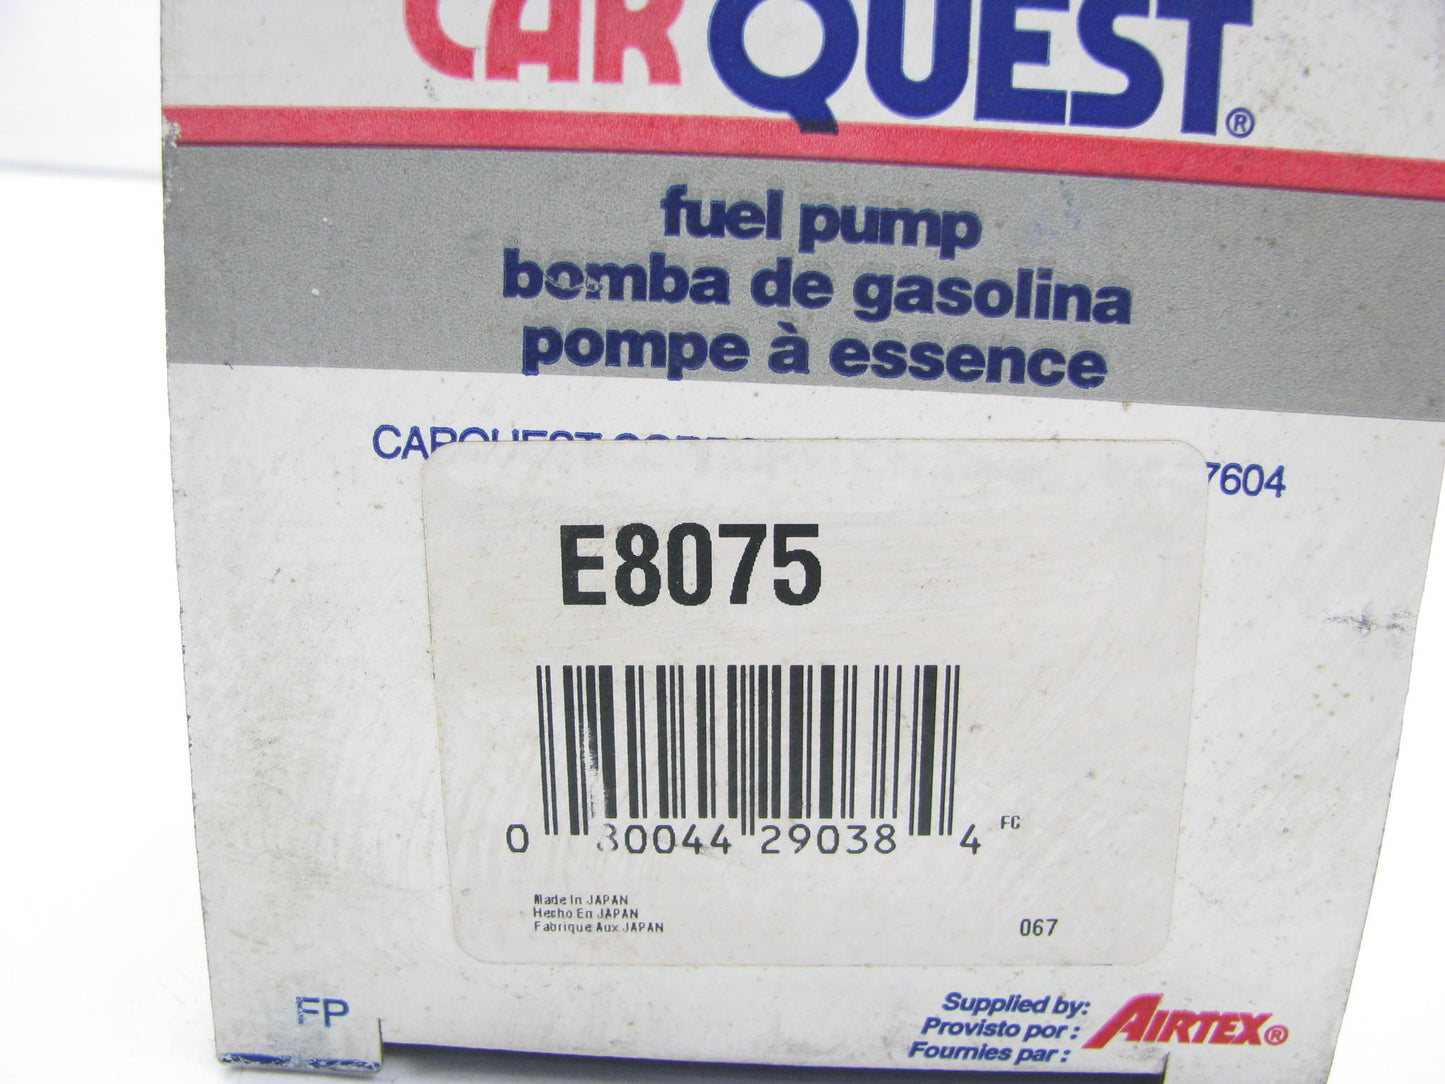 CAR QUEST®
fuel pump
bomba de gasolina
pompe à essence
7604
E8075
0 80044 29038 4 FC
Made In JAPAN
Hecho En JAPAN
Fabrique Aux JAPAN
067
FP
Supplied by:
Provisto por :
Fournies par :
AIRTEX®